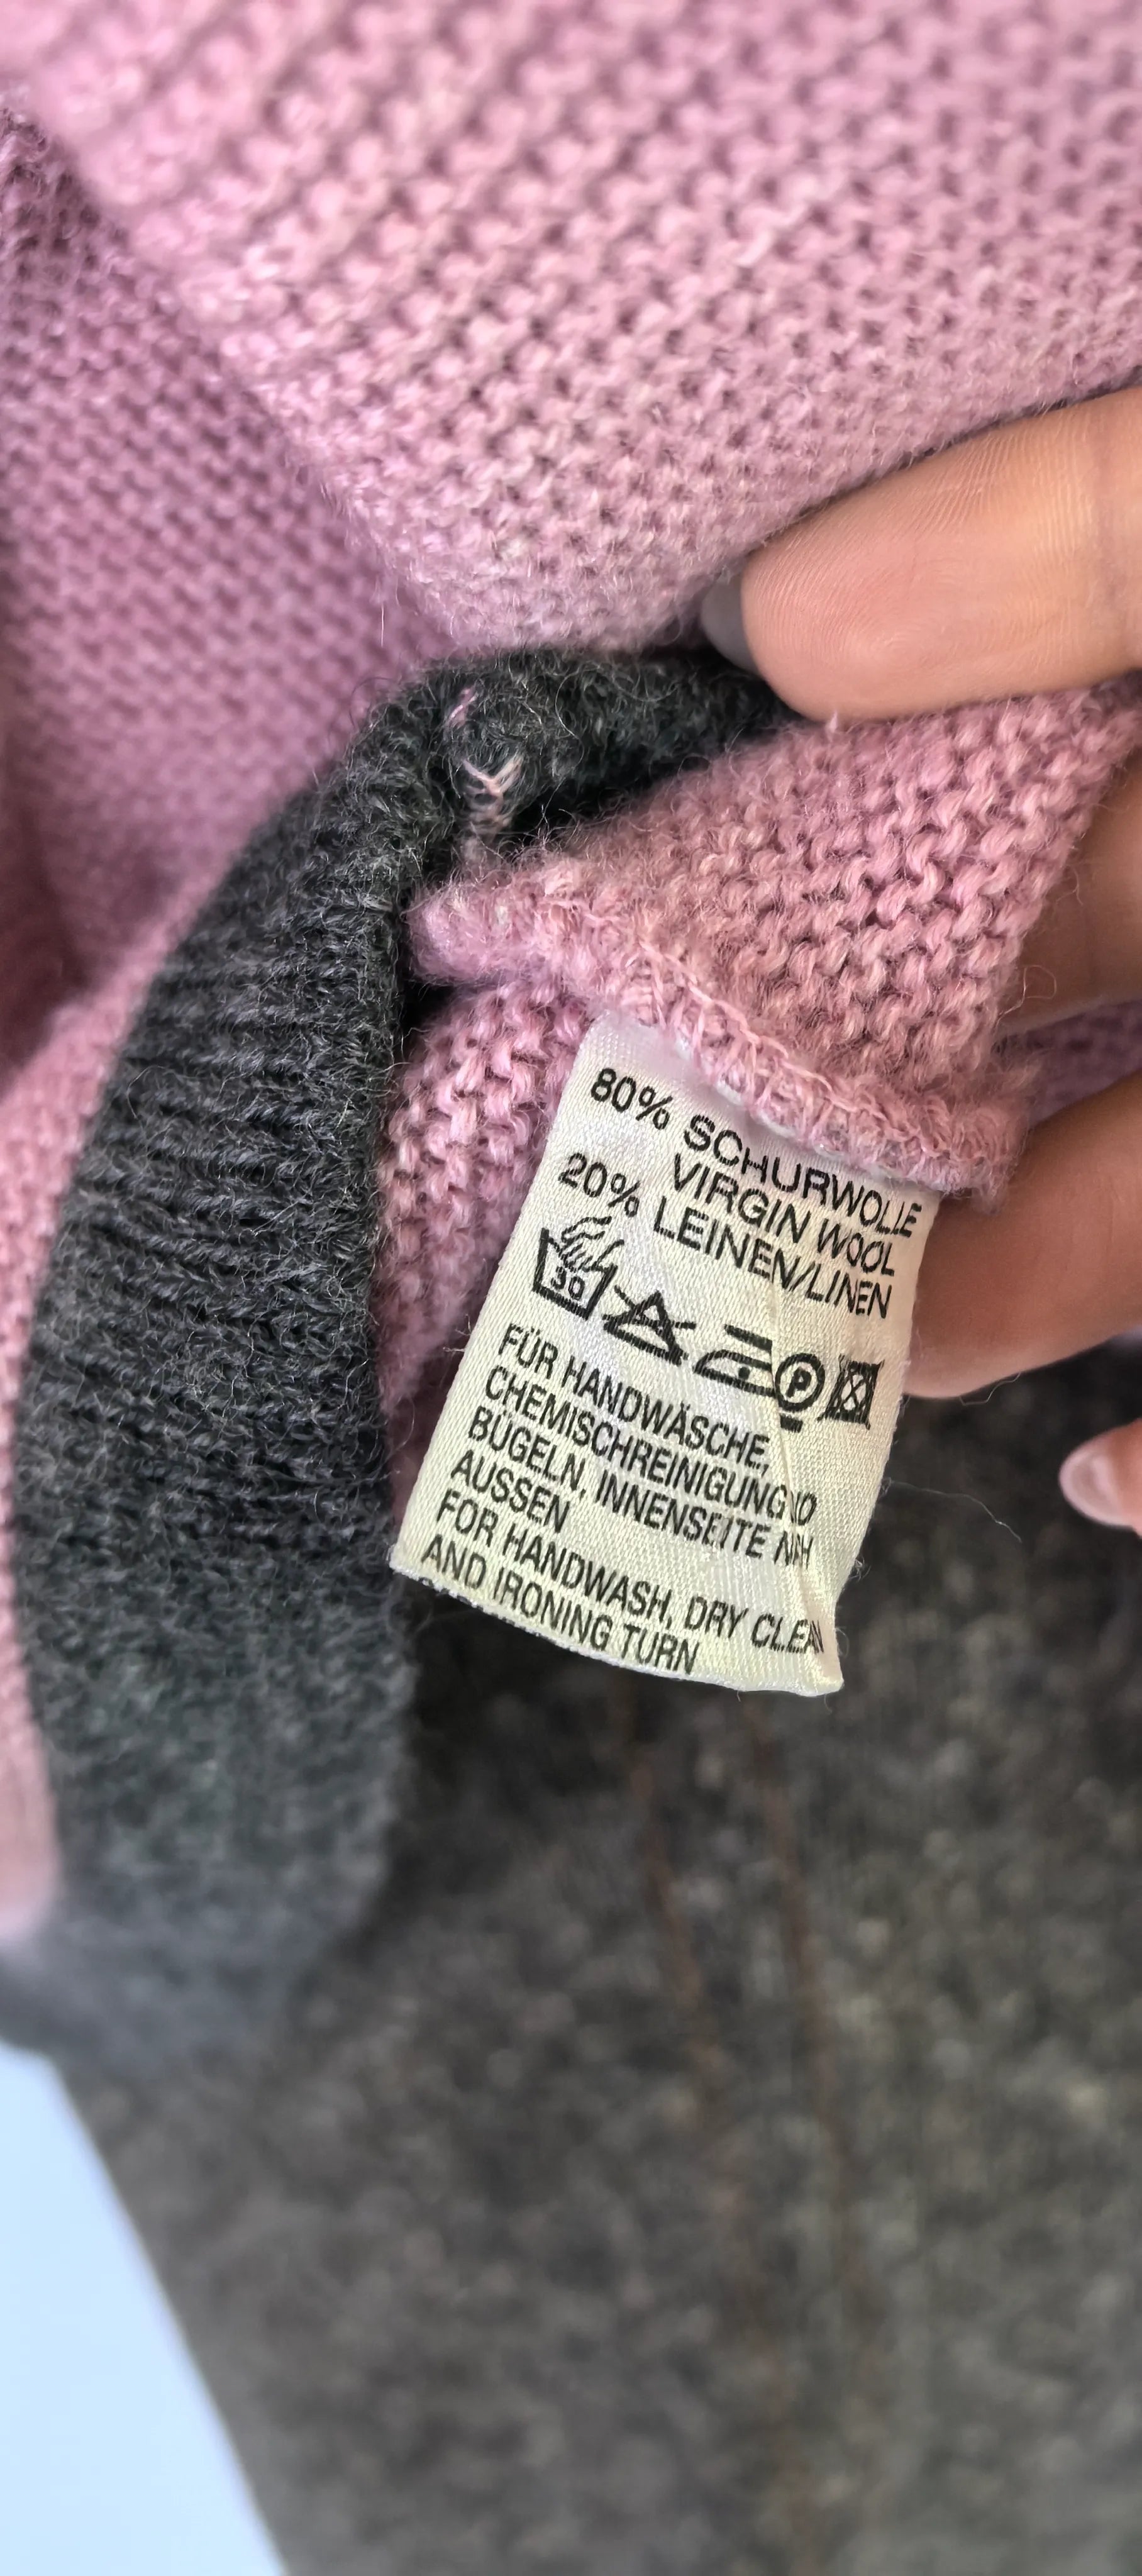 80% SCHURWOLLE
VIRGIN WOOL
20% LEINEN/LINEN
30
P
FÜR HANDWÄSCHE,
CHEMISCHREINIGUNG
BÜGELN, INNENSEITE
AUSSEN
FOR HANDWASH, DRY CLEAN
AND IRONING TURN